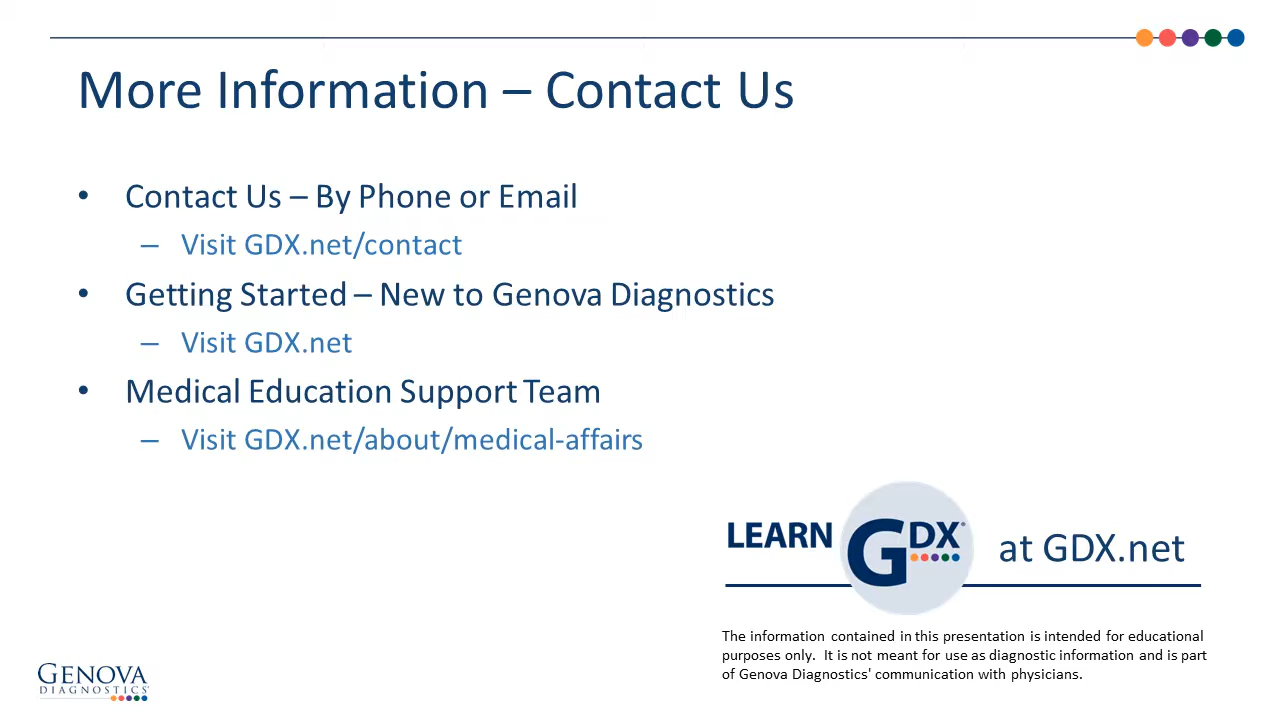 More Information – Contact Us
• Contact Us – By Phone or Email
– Visit GDX.net/contact
• Getting Started – New to Genova Diagnostics
– Visit GDX.net
• Medical Education Support Team
– Visit GDX.net/about/medical-affairs
LEARN GDX® at GDX.net
The information contained in this presentation is intended for educational
purposes only. It is not meant for use as diagnostic information and is part
of Genova Diagnostics' communication with physicians.
GENOVA
DIAGNOSTICS®